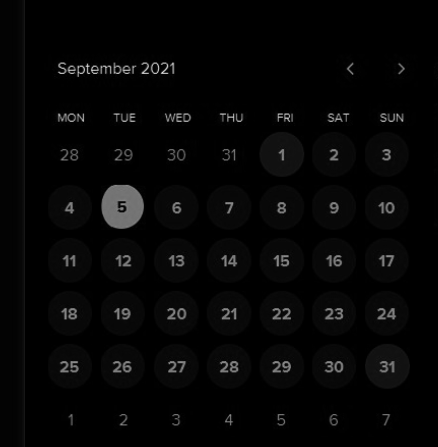 September 2021 < >
MON TUE WED THU FRI SAT SUN
28 29 30 31 1 2 3
4 5 6 7 8 9 10
11 12 13 14 15 16 17
18 19 20 21 22 23 24
25 26 27 28 29 30 31
1 2 3 4 5 6 7